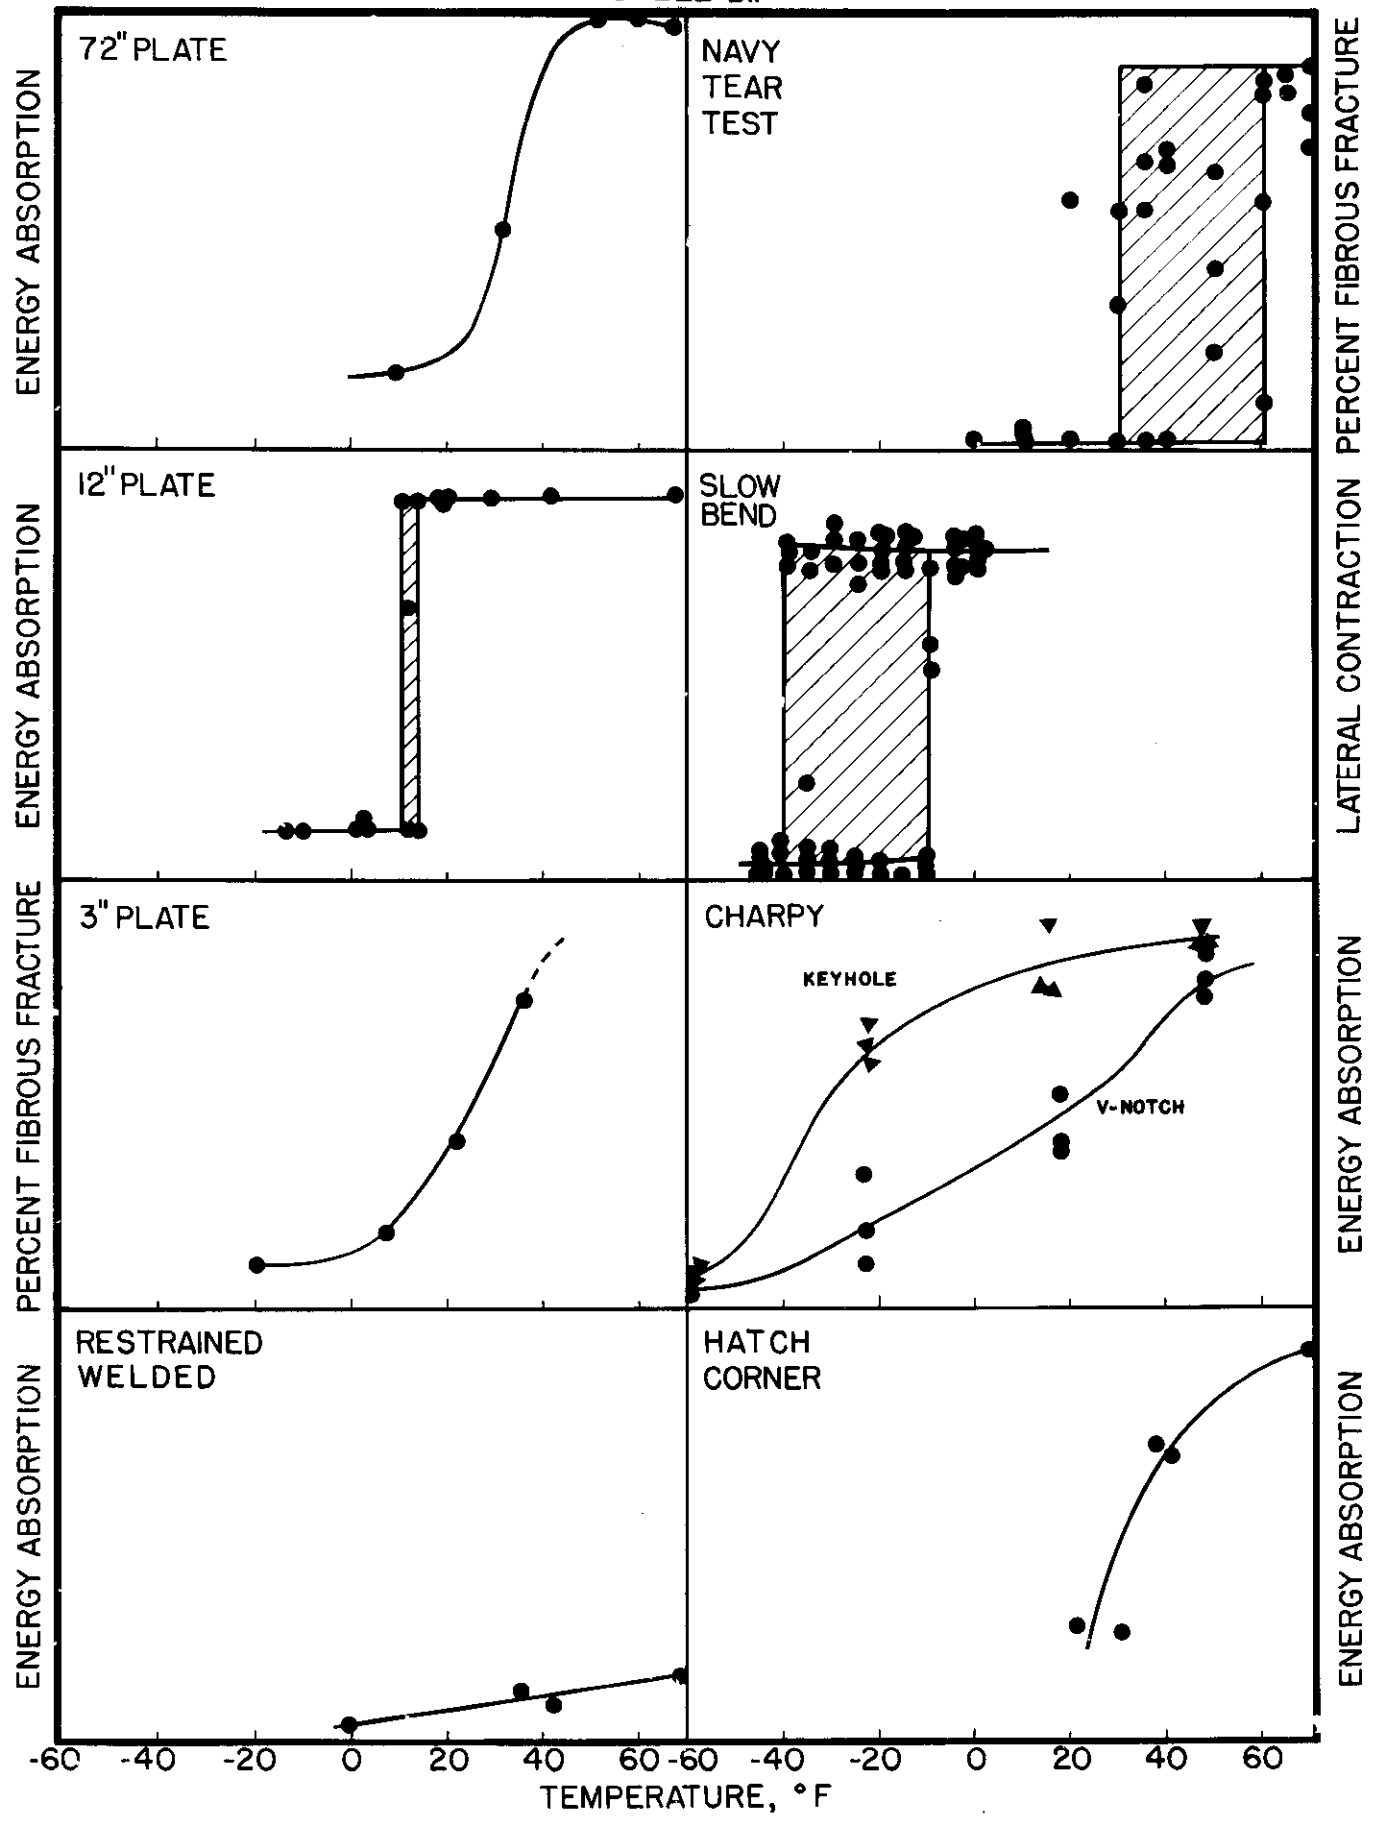 72" PLATE
ENERGY ABSORPTION
NAVY
TEAR
TEST
PERCENT FIBROUS FRACTURE
12" PLATE
ENERGY ABSORPTION
SLOW
BEND
LATERAL CONTRACTION
3" PLATE
PERCENT FIBROUS FRACTURE
CHARPY
KEYHOLE
V-NOTCH
ENERGY ABSORPTION
RESTRAINED
WELDED
ENERGY ABSORPTION
HATCH
CORNER
ENERGY ABSORPTION
-60 -40 -20 0 20 40 60 -60 -40 -20 0 20 40 60
TEMPERATURE, °F